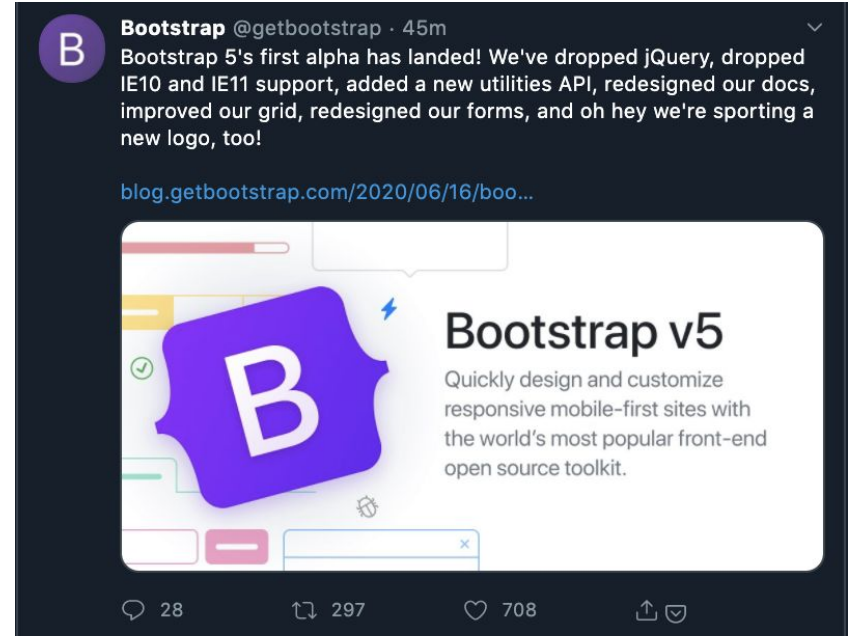 B
Bootstrap @getbootstrap · 45m
Bootstrap 5's first alpha has landed! We've dropped jQuery, dropped
IE10 and IE11 support, added a new utilities API, redesigned our docs,
improved our grid, redesigned our forms, and oh hey we're sporting a
new logo, too!
blog.getbootstrap.com/2020/06/16/boo...
B
Bootstrap v5
Quickly design and customize
responsive mobile-first sites with
the world's most popular front-end
open source toolkit.
28 297 708